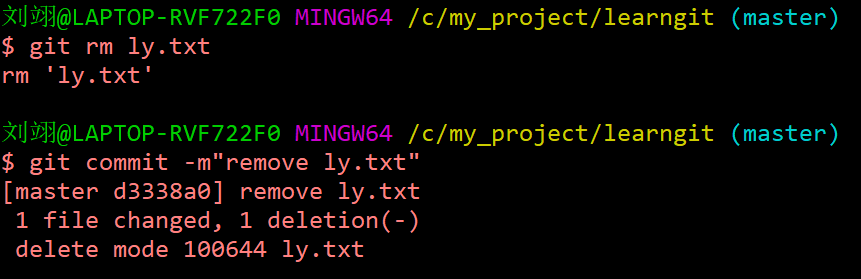 刘翊@LAPTOP-RVF722F0 MINGW64 /c/my_project/learngit (master)
$ git rm ly.txt
rm 'ly.txt'
刘翊@LAPTOP-RVF722F0 MINGW64 /c/my_project/learngit (master)
$ git commit -m"remove ly.txt"
[master d3338a0] remove ly.txt
 1 file changed, 1 deletion(-)
 delete mode 100644 ly.txt